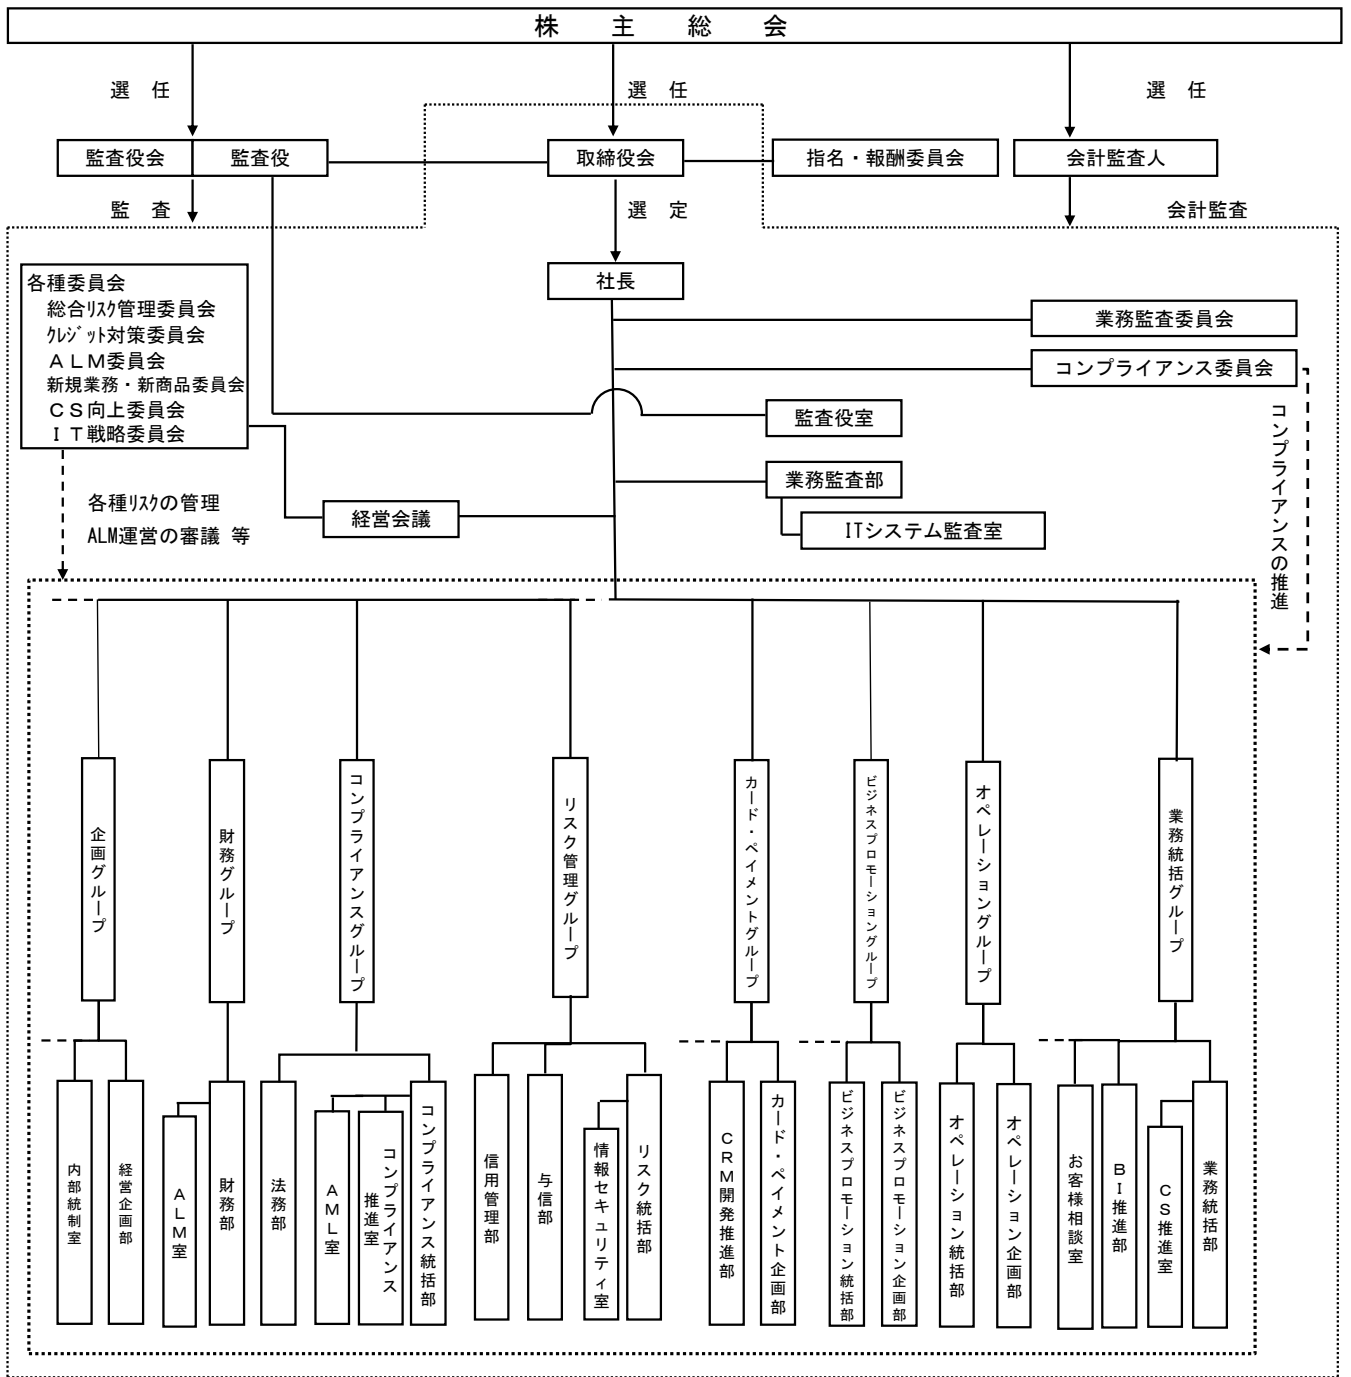 株　主　総　会
選　任
選　任
選　任
監査役会
監査役
取締役会
指名・報酬委員会
会計監査人
監　査
選　定
会計監査
社長
各種委員会
総合ﾘｽｸ管理委員会
ｸﾚｼﾞｯﾄ対策委員会
ＡＬＭ委員会
新規業務・新商品委員会
ＣＳ向上委員会
ＩＴ戦略委員会
業務監査委員会
コンプライアンス委員会
監査役室
コンプライアンスの推進
業務監査部
各種ﾘｽｸの管理
ALM運営の審議 等
経営会議
ITシステム監査室
企画グループ
財務グループ
コンプライアンスグループ
リスク管理グループ
カード・ペイメントグループ
ビジネスプロモーショングループ
オペレーショングループ
業務統括グループ
内部統制室
経営企画部
ＡＬＭ室
財務部
法務部
ＡＭＬ室
コンプライアンス
推進室
コンプライアンス統括部
信用管理部
与信部
情報セキュリティ室
リスク統括部
ＣＲＭ開発推進部
カード・ペイメント企画部
ビジネスプロモーション統括部
ビジネスプロモーション企画部
オペレーション統括部
オペレーション企画部
お客様相談室
ＢＩ推進部
ＣＳ推進室
業務統括部